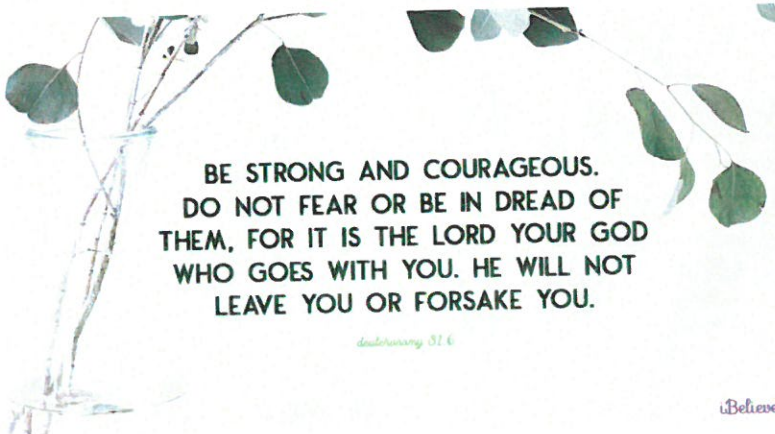 BE STRONG AND COURAGEOUS.
DO NOT FEAR OR BE IN DREAD OF
THEM, FOR IT IS THE LORD YOUR GOD
WHO GOES WITH YOU. HE WILL NOT
LEAVE YOU OR FORSAKE YOU.
deuteronomy 31:6
iBelieve